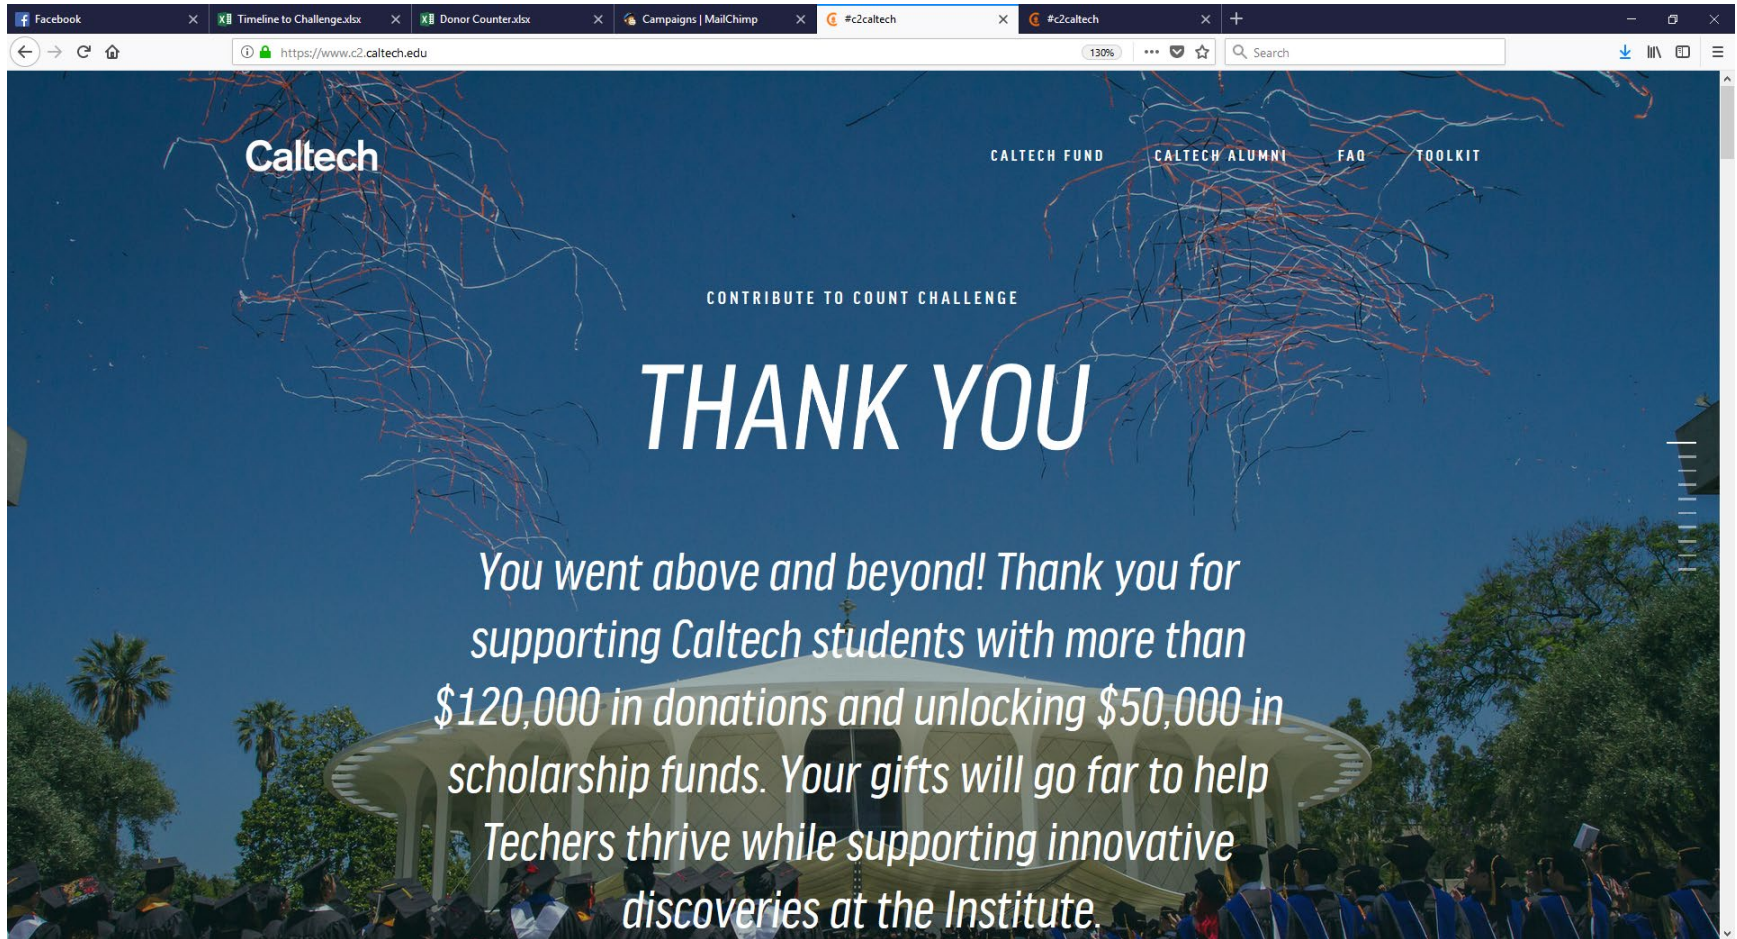 Facebook
Timeline to Challenge.xlsx
Donor Counter.xlsx
Campaigns | MailChimp
#c2caltech
#c2caltech
https://www.c2.caltech.edu
130%
Search
Caltech
CALTECH FUND
CALTECH ALUMNI
FAQ
TOOLKIT
CONTRIBUTE TO COUNT CHALLENGE
THANK YOU
You went above and beyond! Thank you for
supporting Caltech students with more than
$120,000 in donations and unlocking $50,000 in
scholarship funds. Your gifts will go far to help
Techers thrive while supporting innovative
discoveries at the Institute.